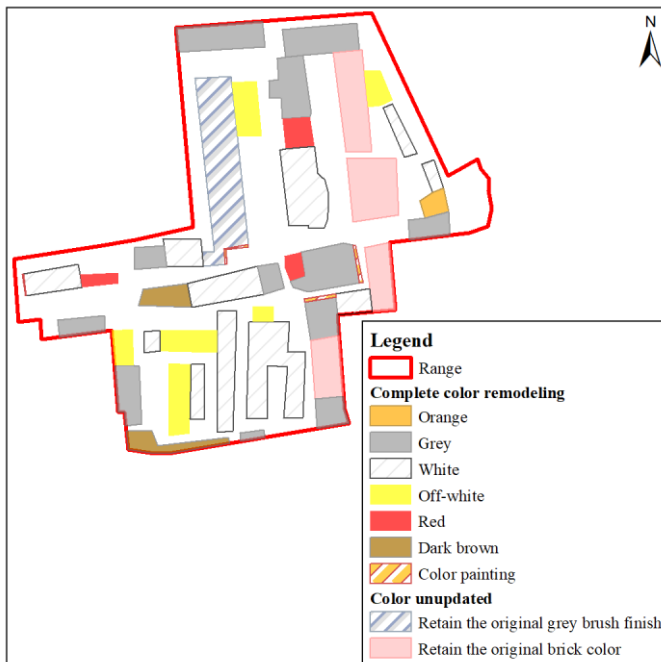 N
Legend
Range
Complete color remodeling
Orange
Grey
White
Off-white
Red
Dark brown
Color painting
Color unupdated
Retain the original grey brush finish
Retain the original brick color